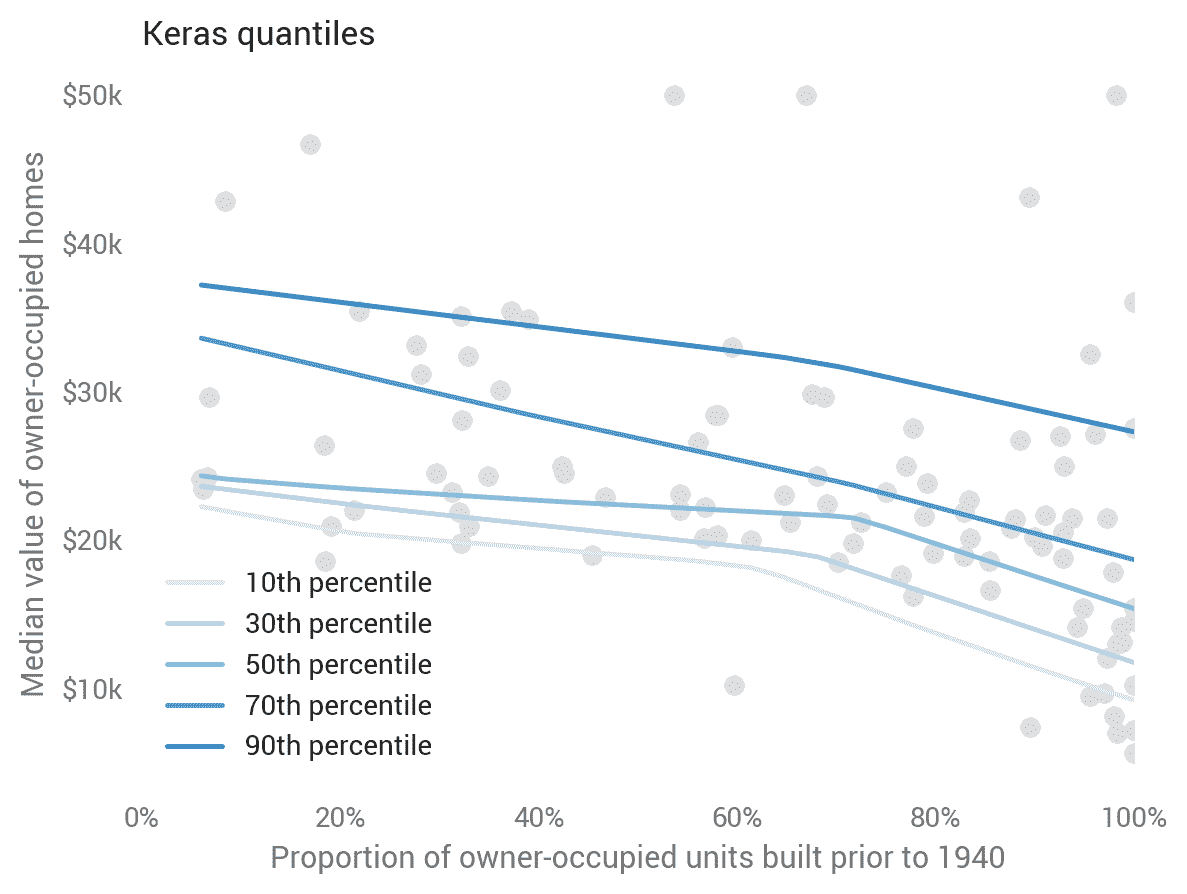 Keras quantiles
$50k
$40k
$30k
$20k
$10k
Median value of owner-occupied homes
10th percentile
30th percentile
50th percentile
70th percentile
90th percentile
0% 20% 40% 60% 80% 100%
Proportion of owner-occupied units built prior to 1940